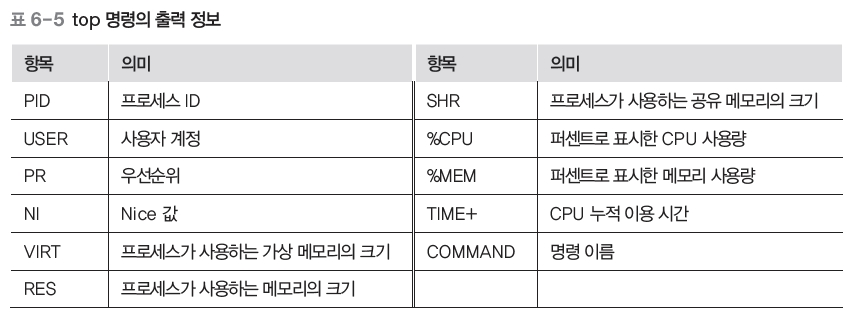 표 6-5 top 명령의 출력 정보
항목 의미 항목 의미
PID 프로세스 ID SHR 프로세스가 사용하는 공유 메모리의 크기
USER 사용자 계정 %CPU 퍼센트로 표시한 CPU 사용량
PR 우선순위 %MEM 퍼센트로 표시한 메모리 사용량
NI Nice 값 TIME+ CPU 누적 이용 시간
VIRT 프로세스가 사용하는 가상 메모리의 크기 COMMAND 명령 이름
RES 프로세스가 사용하는 메모리의 크기